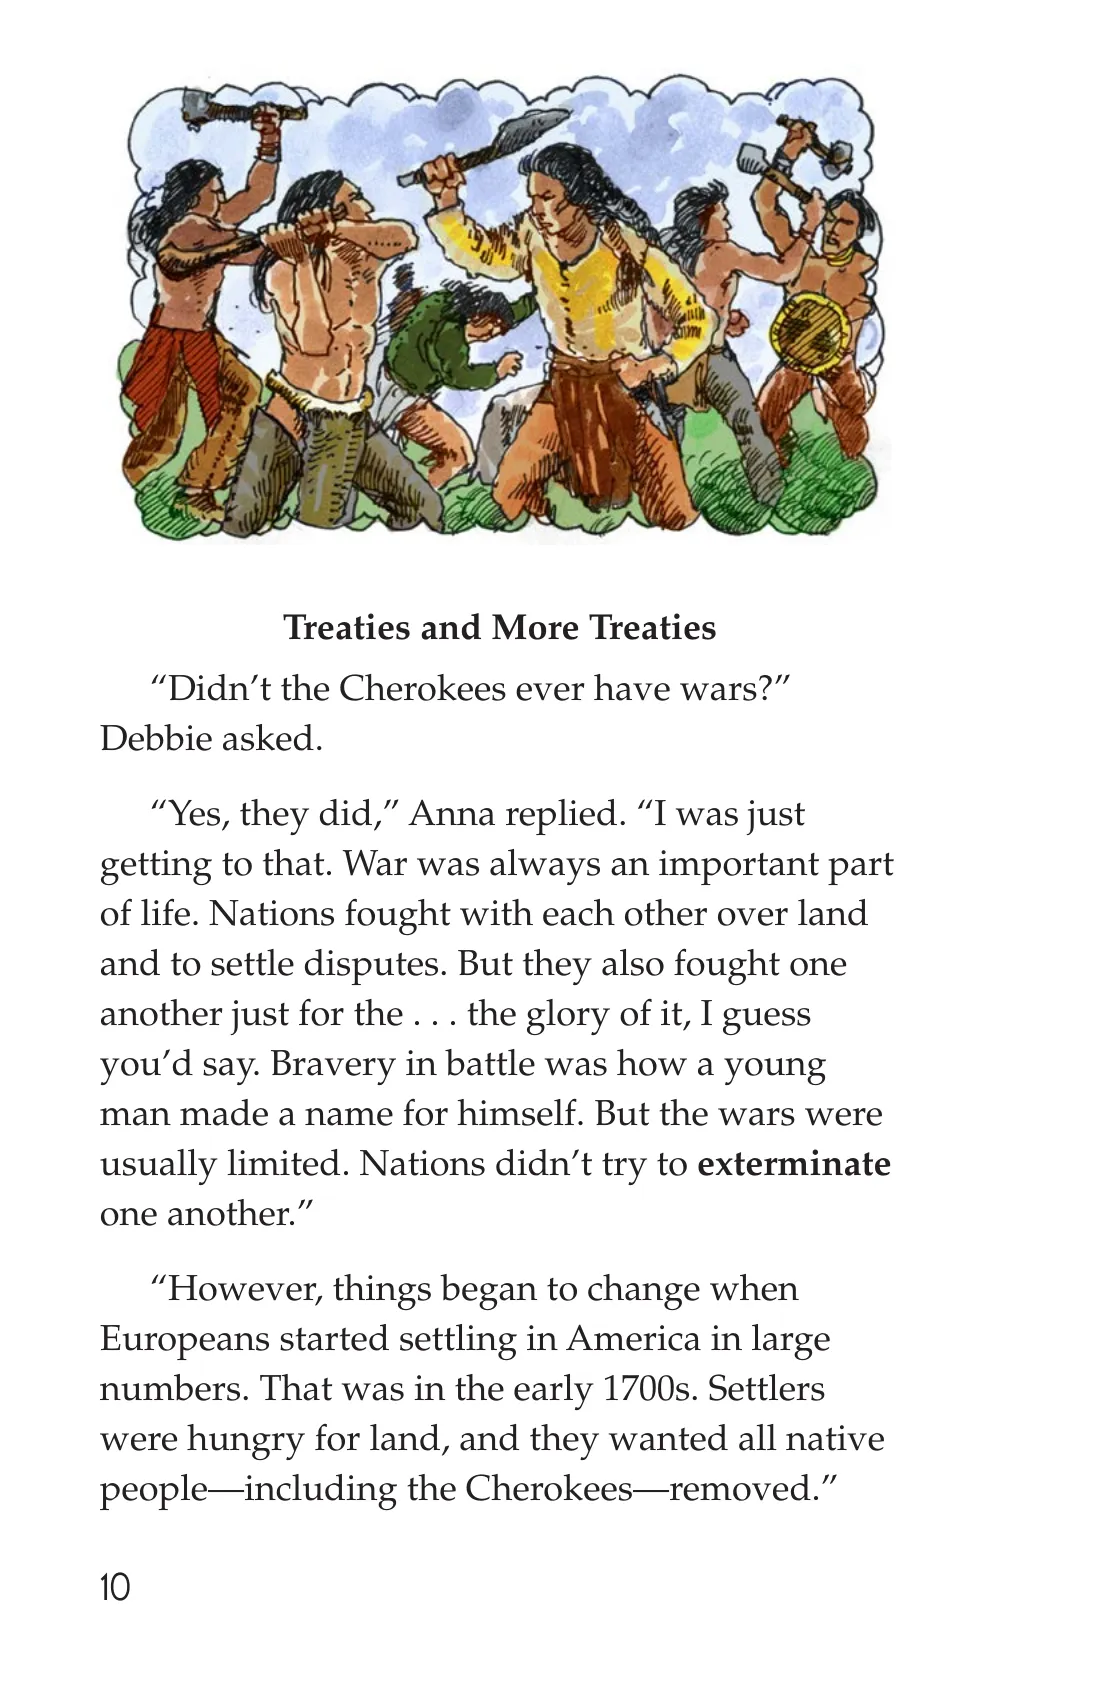 Treaties and More Treaties
“Didn’t the Cherokees ever have wars?”
Debbie asked.
“Yes, they did,” Anna replied. “I was just
getting to that. War was always an important part
of life. Nations fought with each other over land
and to settle disputes. But they also fought one
another just for the . . . the glory of it, I guess
you’d say. Bravery in battle was how a young
man made a name for himself. But the wars were
usually limited. Nations didn’t try to exterminate
one another.”
“However, things began to change when
Europeans started settling in America in large
numbers. That was in the early 1700s. Settlers
were hungry for land, and they wanted all native
people—including the Cherokees—removed.”
10